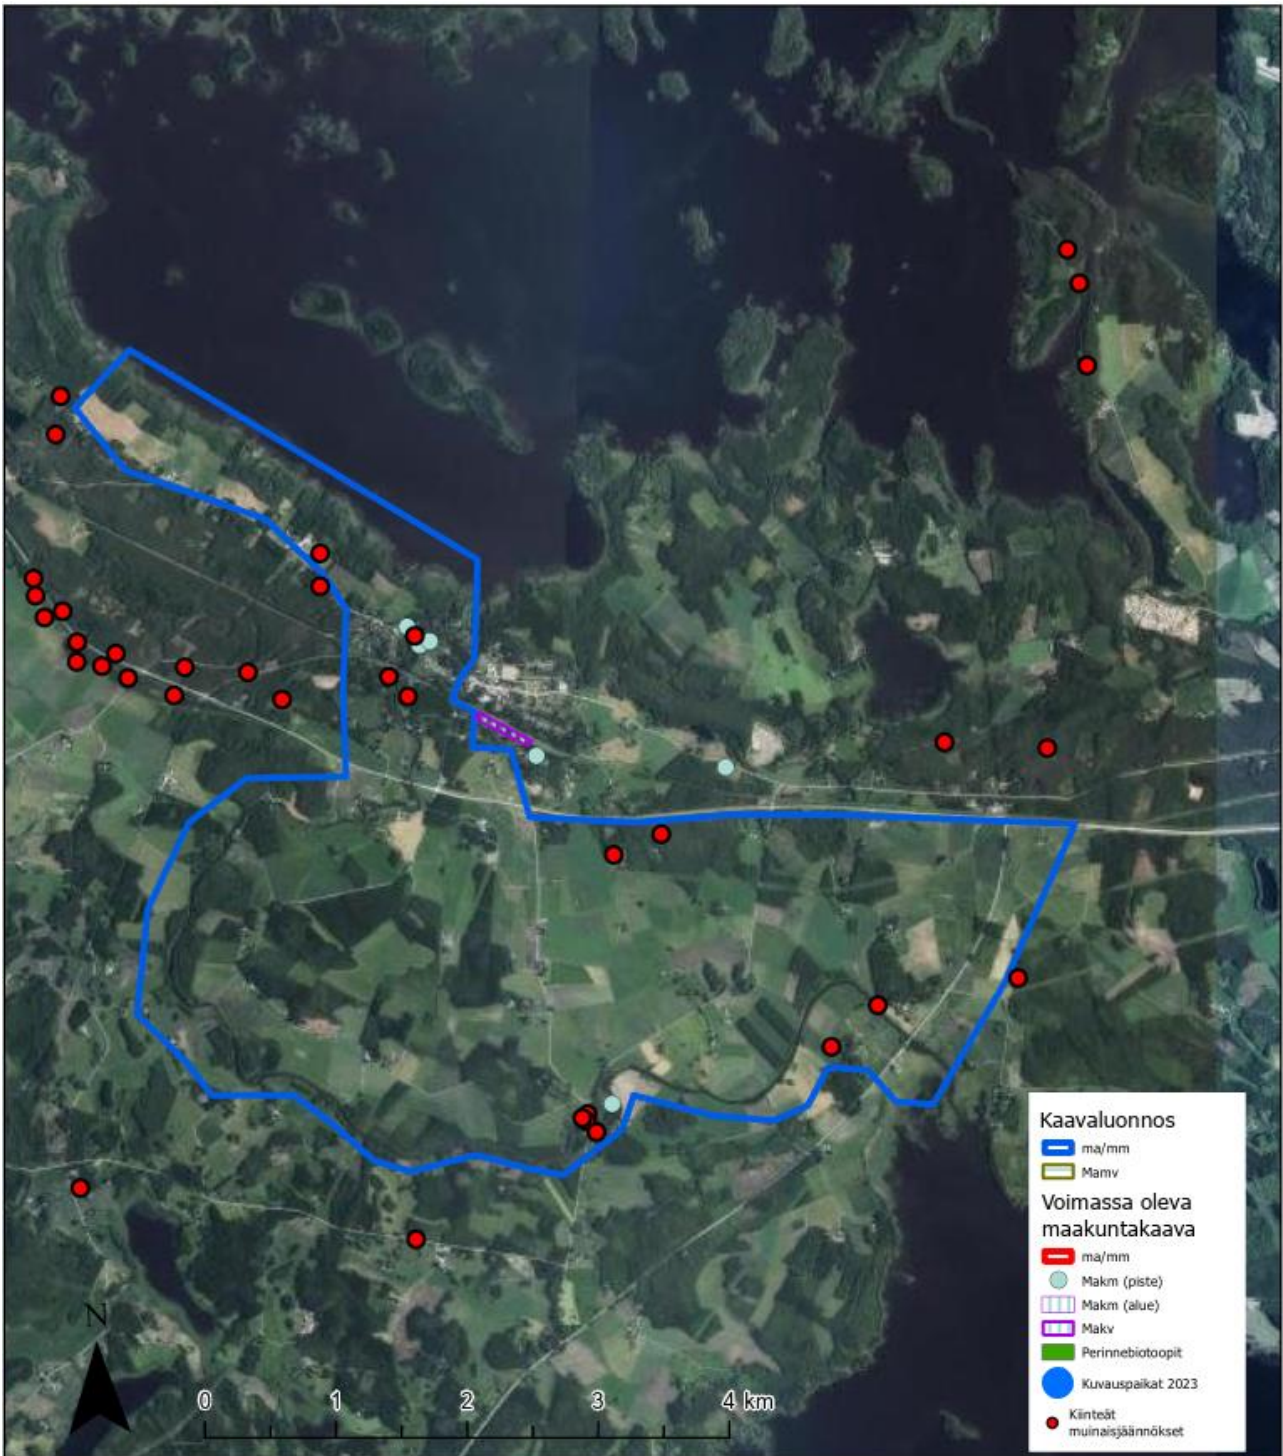 Kaavaluonnos
ma/mm
Mamv
Voimassa oleva
maakuntakaava
ma/mm
Makm (piste)
Makm (alue)
Makv
Perinnebiotoopit
Kuvauspaikat 2023
Kiinteät
muinaisjäännökset
N
0 1 2 3 4 km